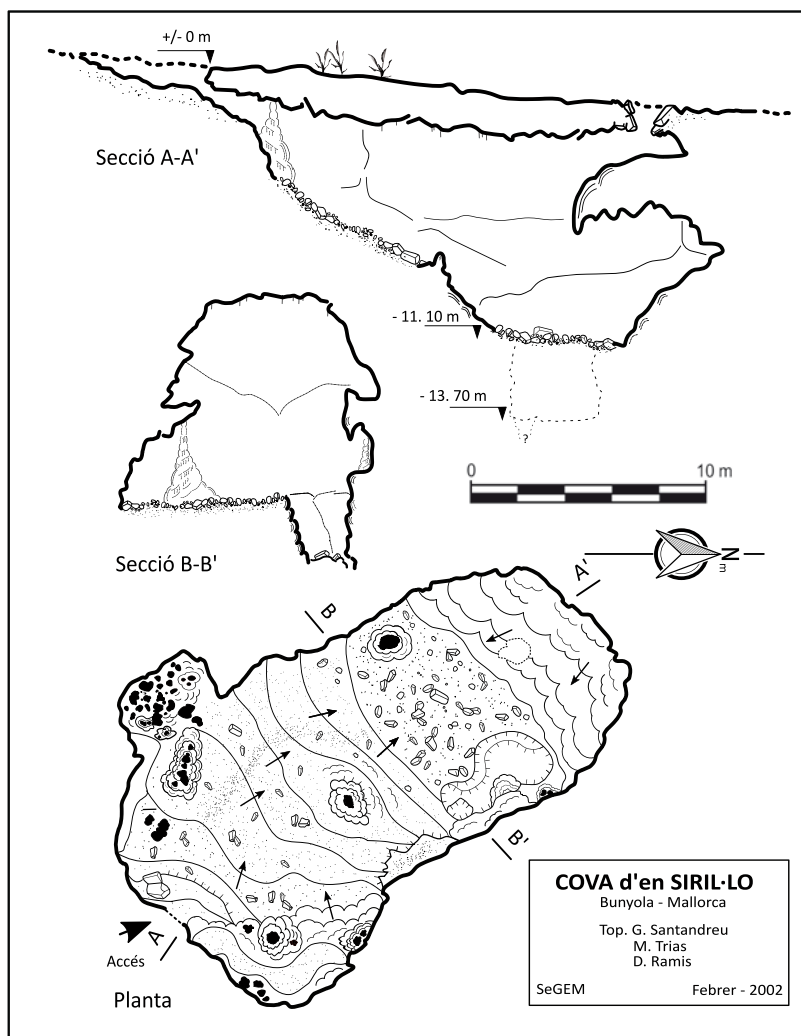 +/- 0 m
Secció A-A'
- 11. 10 m
- 13. 70 m
?
0 10 m
Secció B-B'
N
m
A'
B
B'
A
Accés
Planta
COVA d'en SIRIL·LO
Bunyola - Mallorca
Top. G. Santandreu
M. Trias
D. Ramis
SeGEM Febrer - 2002